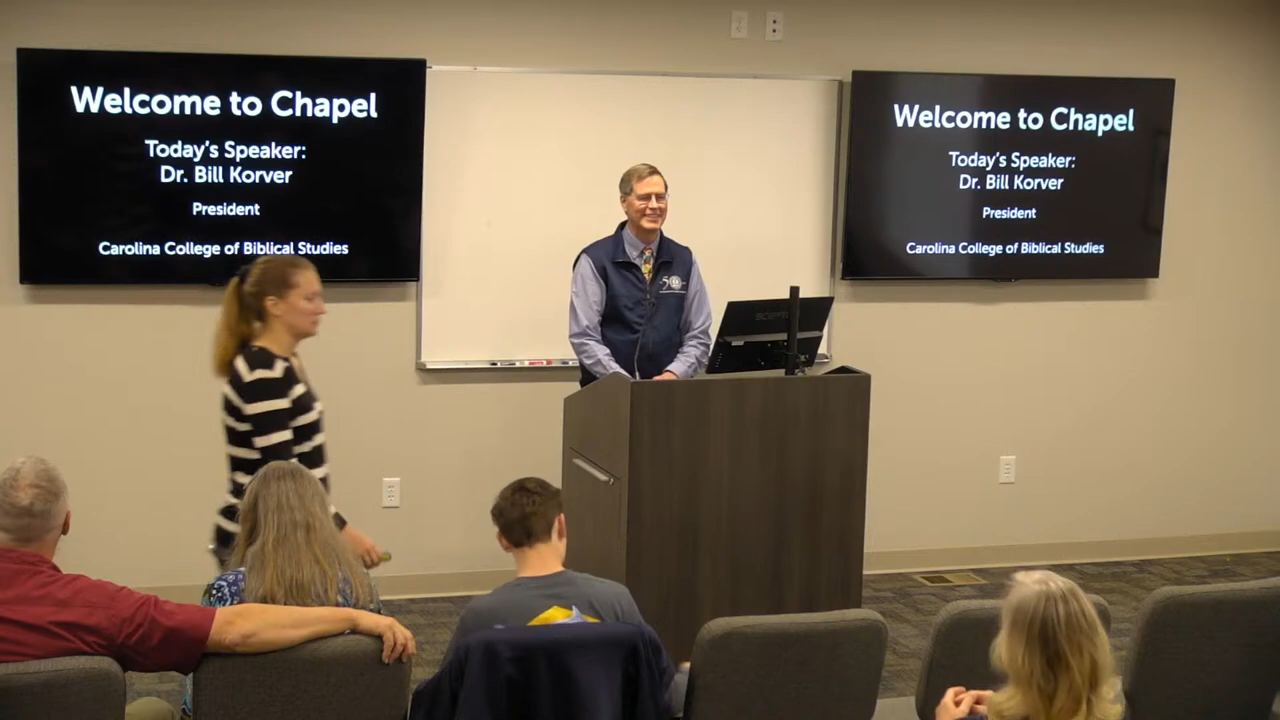 Welcome to Chapel
Today's Speaker:
Dr. Bill Korver
President
Carolina College of Biblical Studies
Welcome to Chapel
Today's Speaker:
Dr. Bill Korver
President
Carolina College of Biblical Studies
50